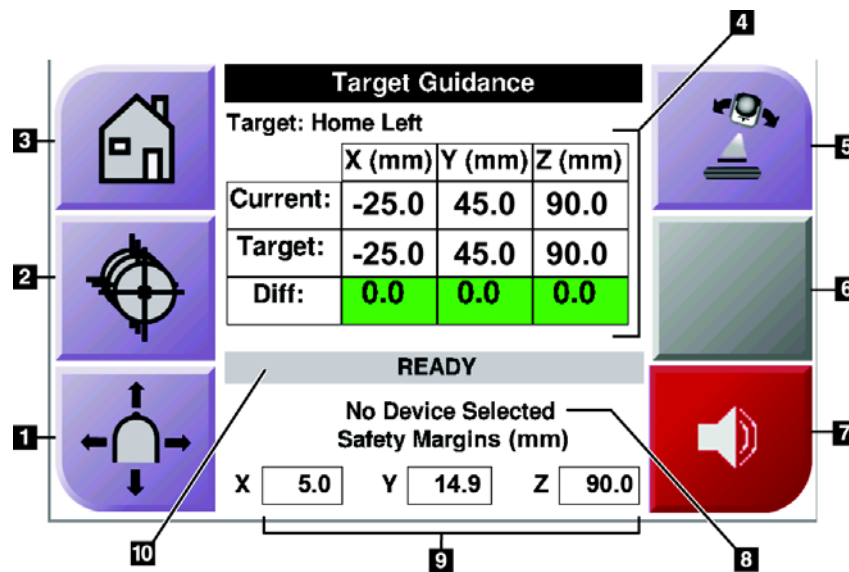 4
Target Guidance
Target: Home Left
3
5
X (mm) Y (mm) Z (mm)
Current: -25.0 45.0 90.0
Target: -25.0 45.0 90.0
2
6
Diff: 0.0 0.0 0.0
READY
No Device Selected
1
7
Safety Margins (mm)
X 5.0 Y 14.9 Z 90.0
10
9
8